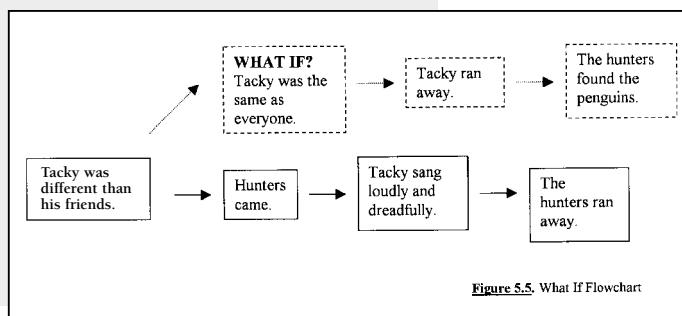 WHAT IF?
Tacky was the
same as
everyone.
Tacky ran
away.
The hunters
found the
penguins.
Tacky was
different than
his friends.
Hunters
came.
Tacky sang
loudly and
dreadfully.
The
hunters ran
away.
Figure 5.5. What If Flowchart